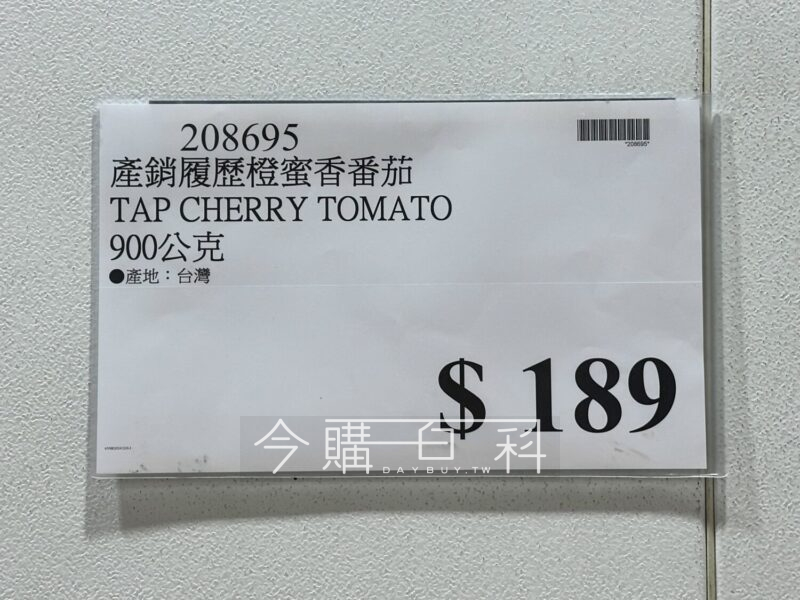 208695
"208695"
產銷履歷橙蜜香番茄
TAP CHERRY TOMATO
900公克
●產地：台灣
$ 189
今購百科
DAYBUY.TW